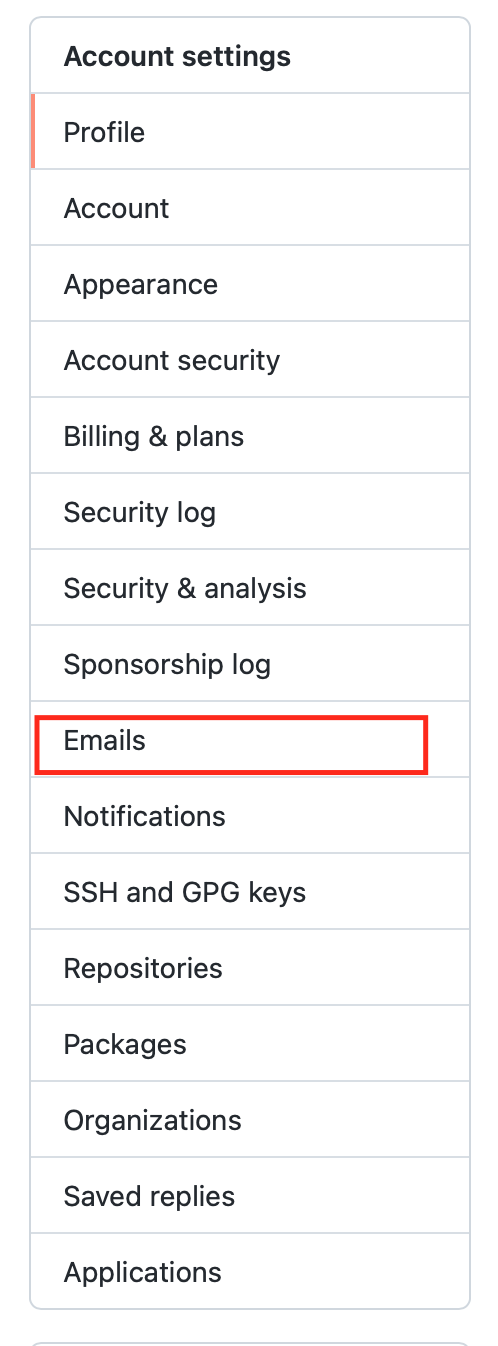 Account settings
Profile
Account
Appearance
Account security
Billing & plans
Security log
Security & analysis
Sponsorship log
Emails
Notifications
SSH and GPG keys
Repositories
Packages
Organizations
Saved replies
Applications